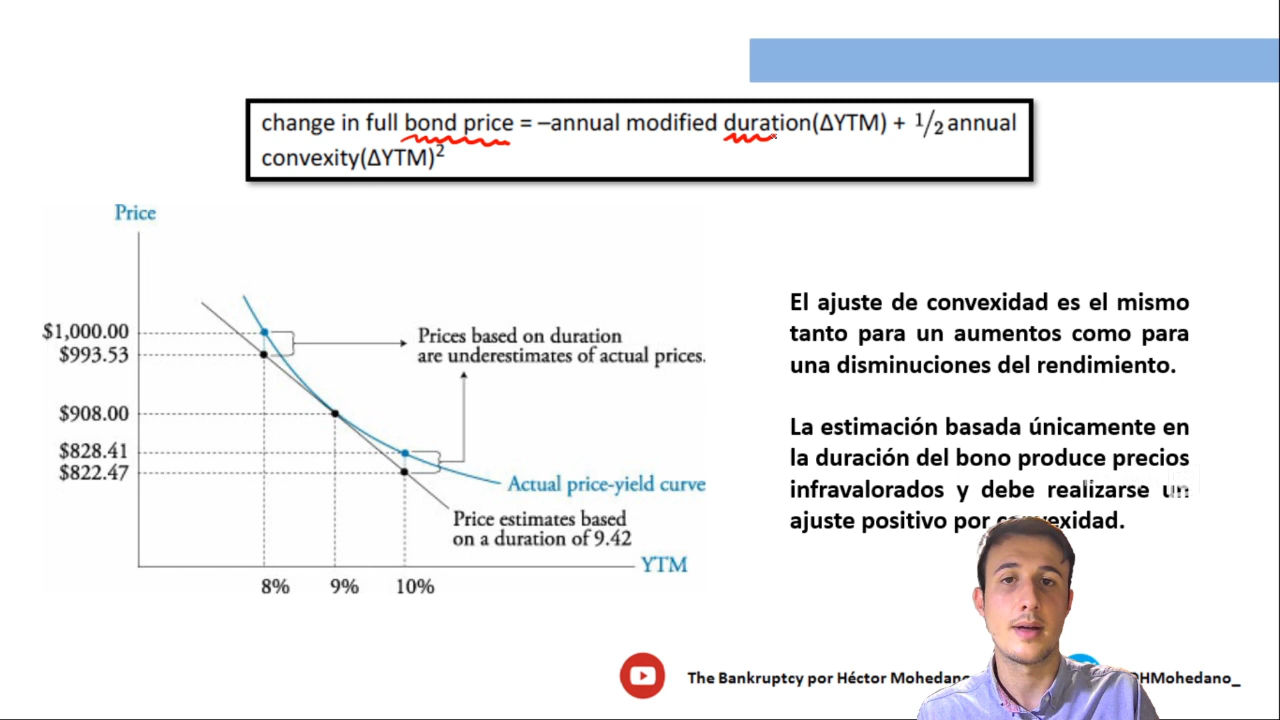 change in full bond price = –annual modified duration(ΔYTM) + 1/2 annual
convexity(ΔYTM)²
Price
$1,000.00
$993.53
$908.00
$828.41
$822.47
Prices based on duration
are underestimates of actual prices.
Actual price-yield curve
Price estimates based
on a duration of 9.42
YTM
8% 9% 10%
El ajuste de convexidad es el mismo
tanto para un aumentos como para
una disminuciones del rendimiento.
La estimación basada únicamente en
la duración del bono produce precios
infravalorados y debe realizarse un
ajuste positivo por convexidad.
The Bankruptcy por Héctor Mohedano
HMohedano_